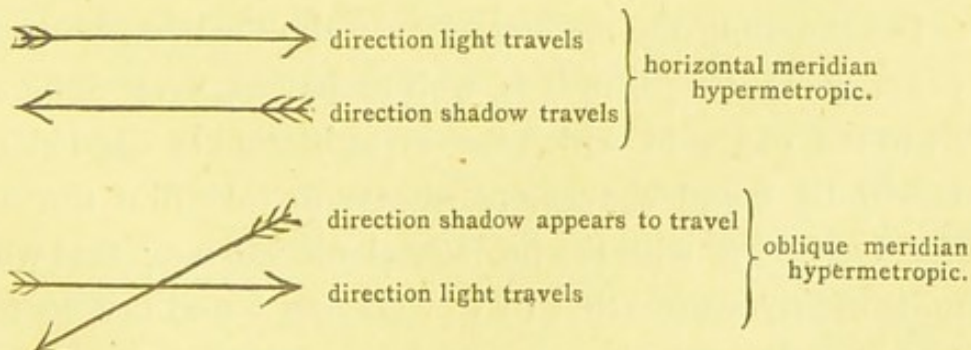 direction light travels
horizontal meridian
hypermetropic.
direction shadow travels
direction shadow appears to travel
oblique meridian
hypermetropic.
direction light travels